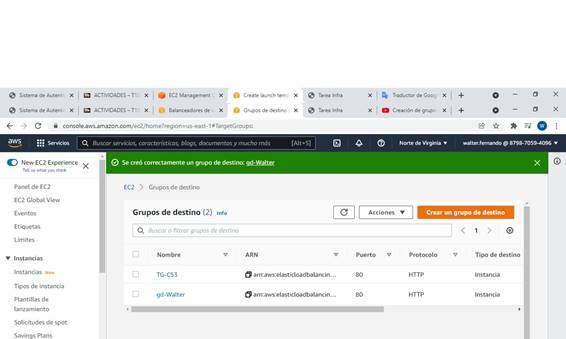 Sistema de Autenti ACTIVIDADES – T10 EC2 Management C Create launch temp Tarea Infra Traductor de Goog
Sistema de Autenti ACTIVIDADES – T10 Balanceadores de c Grupos de destino Tarea Infra Creación de grupo
console.aws.amazon.com/ec2/home?region=us-east-1#TargetGroups:
aws Servicios Buscar servicios, características, blogs, documentos y mucho más [Alt+S] Norte de Virginia walter.fernando @ 8798-7059-4096
New EC2 Experience
Tell us what you think
Se creó correctamente un grupo de destino: gd-Walter
Panel de EC2
EC2 Global View
Eventos
Etiquetas
Límites
Instancias
Instancias New
Tipos de instancia
Plantillas de
lanzamiento
Solicitudes de spot
Savings Plans
EC2 Grupos de destino
Grupos de destino (2) Info Acciones Crear un grupo de destino
Buscar o filtrar grupos de destino 1
Nombre ARN Puerto Protocolo Tipo de destino
TG-C53 arn:aws:elasticloadbalancin... 80 HTTP Instancia
gd-Walter arn:aws:elasticloadbalancin... 80 HTTP Instancia